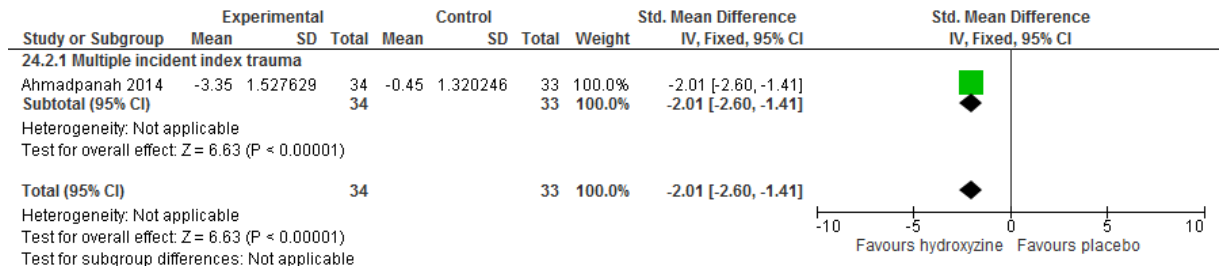 Experimental Control Std. Mean Difference Std. Mean Difference
Study or Subgroup Mean SD Total Mean SD Total Weight IV, Fixed, 95% CI IV, Fixed, 95% CI
24.2.1 Multiple incident index trauma
Ahmadpanah 2014 -3.35 1.527629 34 -0.45 1.320246 33 100.0% -2.01 [-2.60, -1.41]
Subtotal (95% CI) 34 33 100.0% -2.01 [-2.60, -1.41]
Heterogeneity: Not applicable
Test for overall effect: Z = 6.63 (P < 0.00001)
Total (95% CI) 34 33 100.0% -2.01 [-2.60, -1.41]
Heterogeneity: Not applicable
Test for overall effect: Z = 6.63 (P < 0.00001)
Test for subgroup differences: Not applicable
-10 -5 0 5 10
Favours hydroxyzine Favours placebo